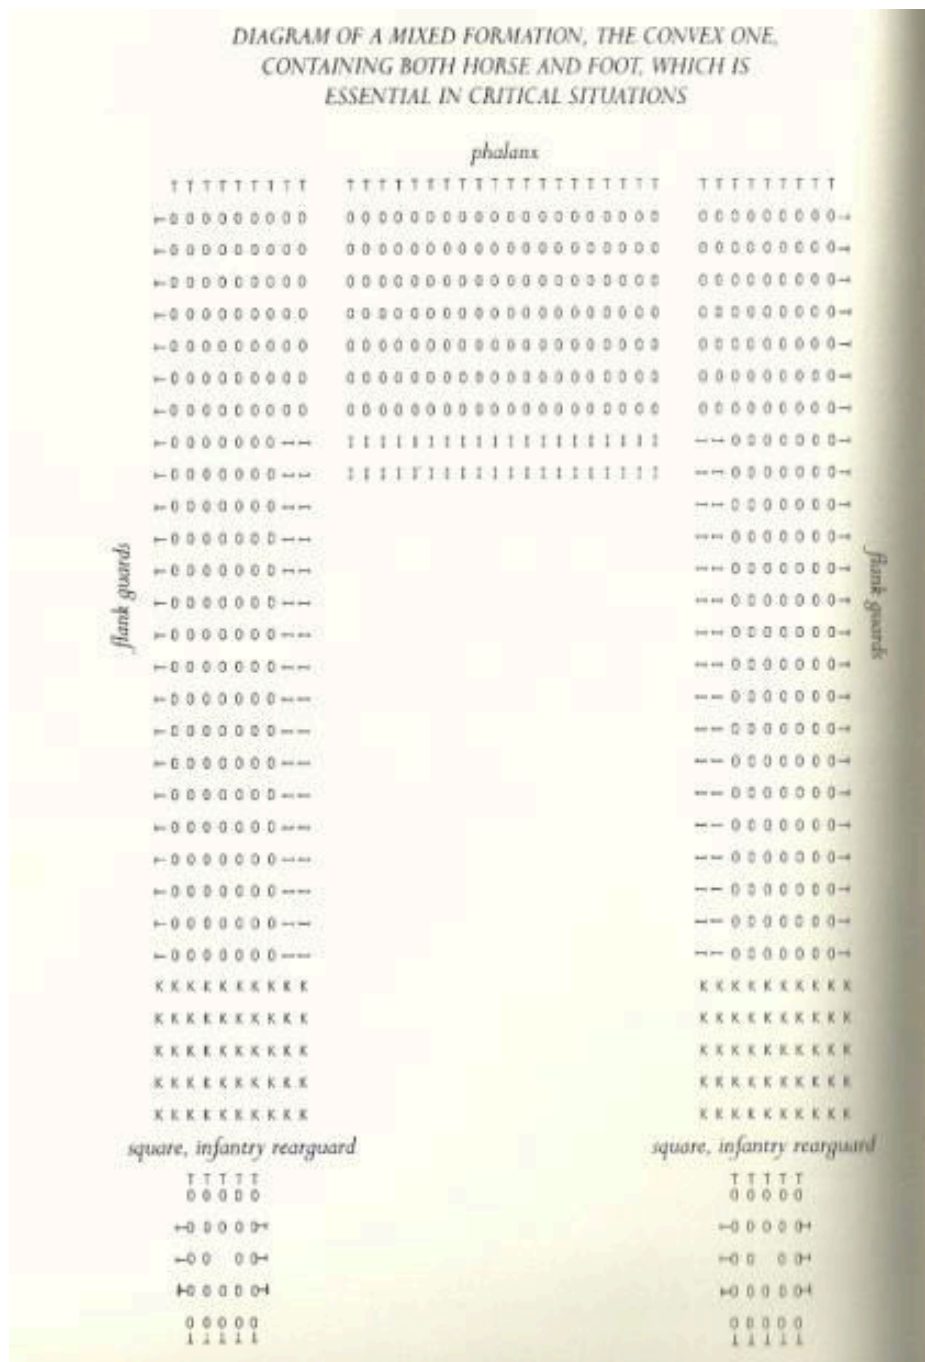 DIAGRAM OF A MIXED FORMATION, THE CONVEX ONE,
CONTAINING BOTH HORSE AND FOOT, WHICH IS
ESSENTIAL IN CRITICAL SITUATIONS
phalanx
flank guards
flank guards
K K K K K K K K K K
K K K K K K K K K K
K K K K K K K K K K
K K K K K K K K K K
K K K K K K K K K K
K K K K K K K K K K
K K K K K K K K K K
K K K K K K K K K K
K K K K K K K K K K
K K K K K K K K K K
square, infantry rearguard
square, infantry rearguard